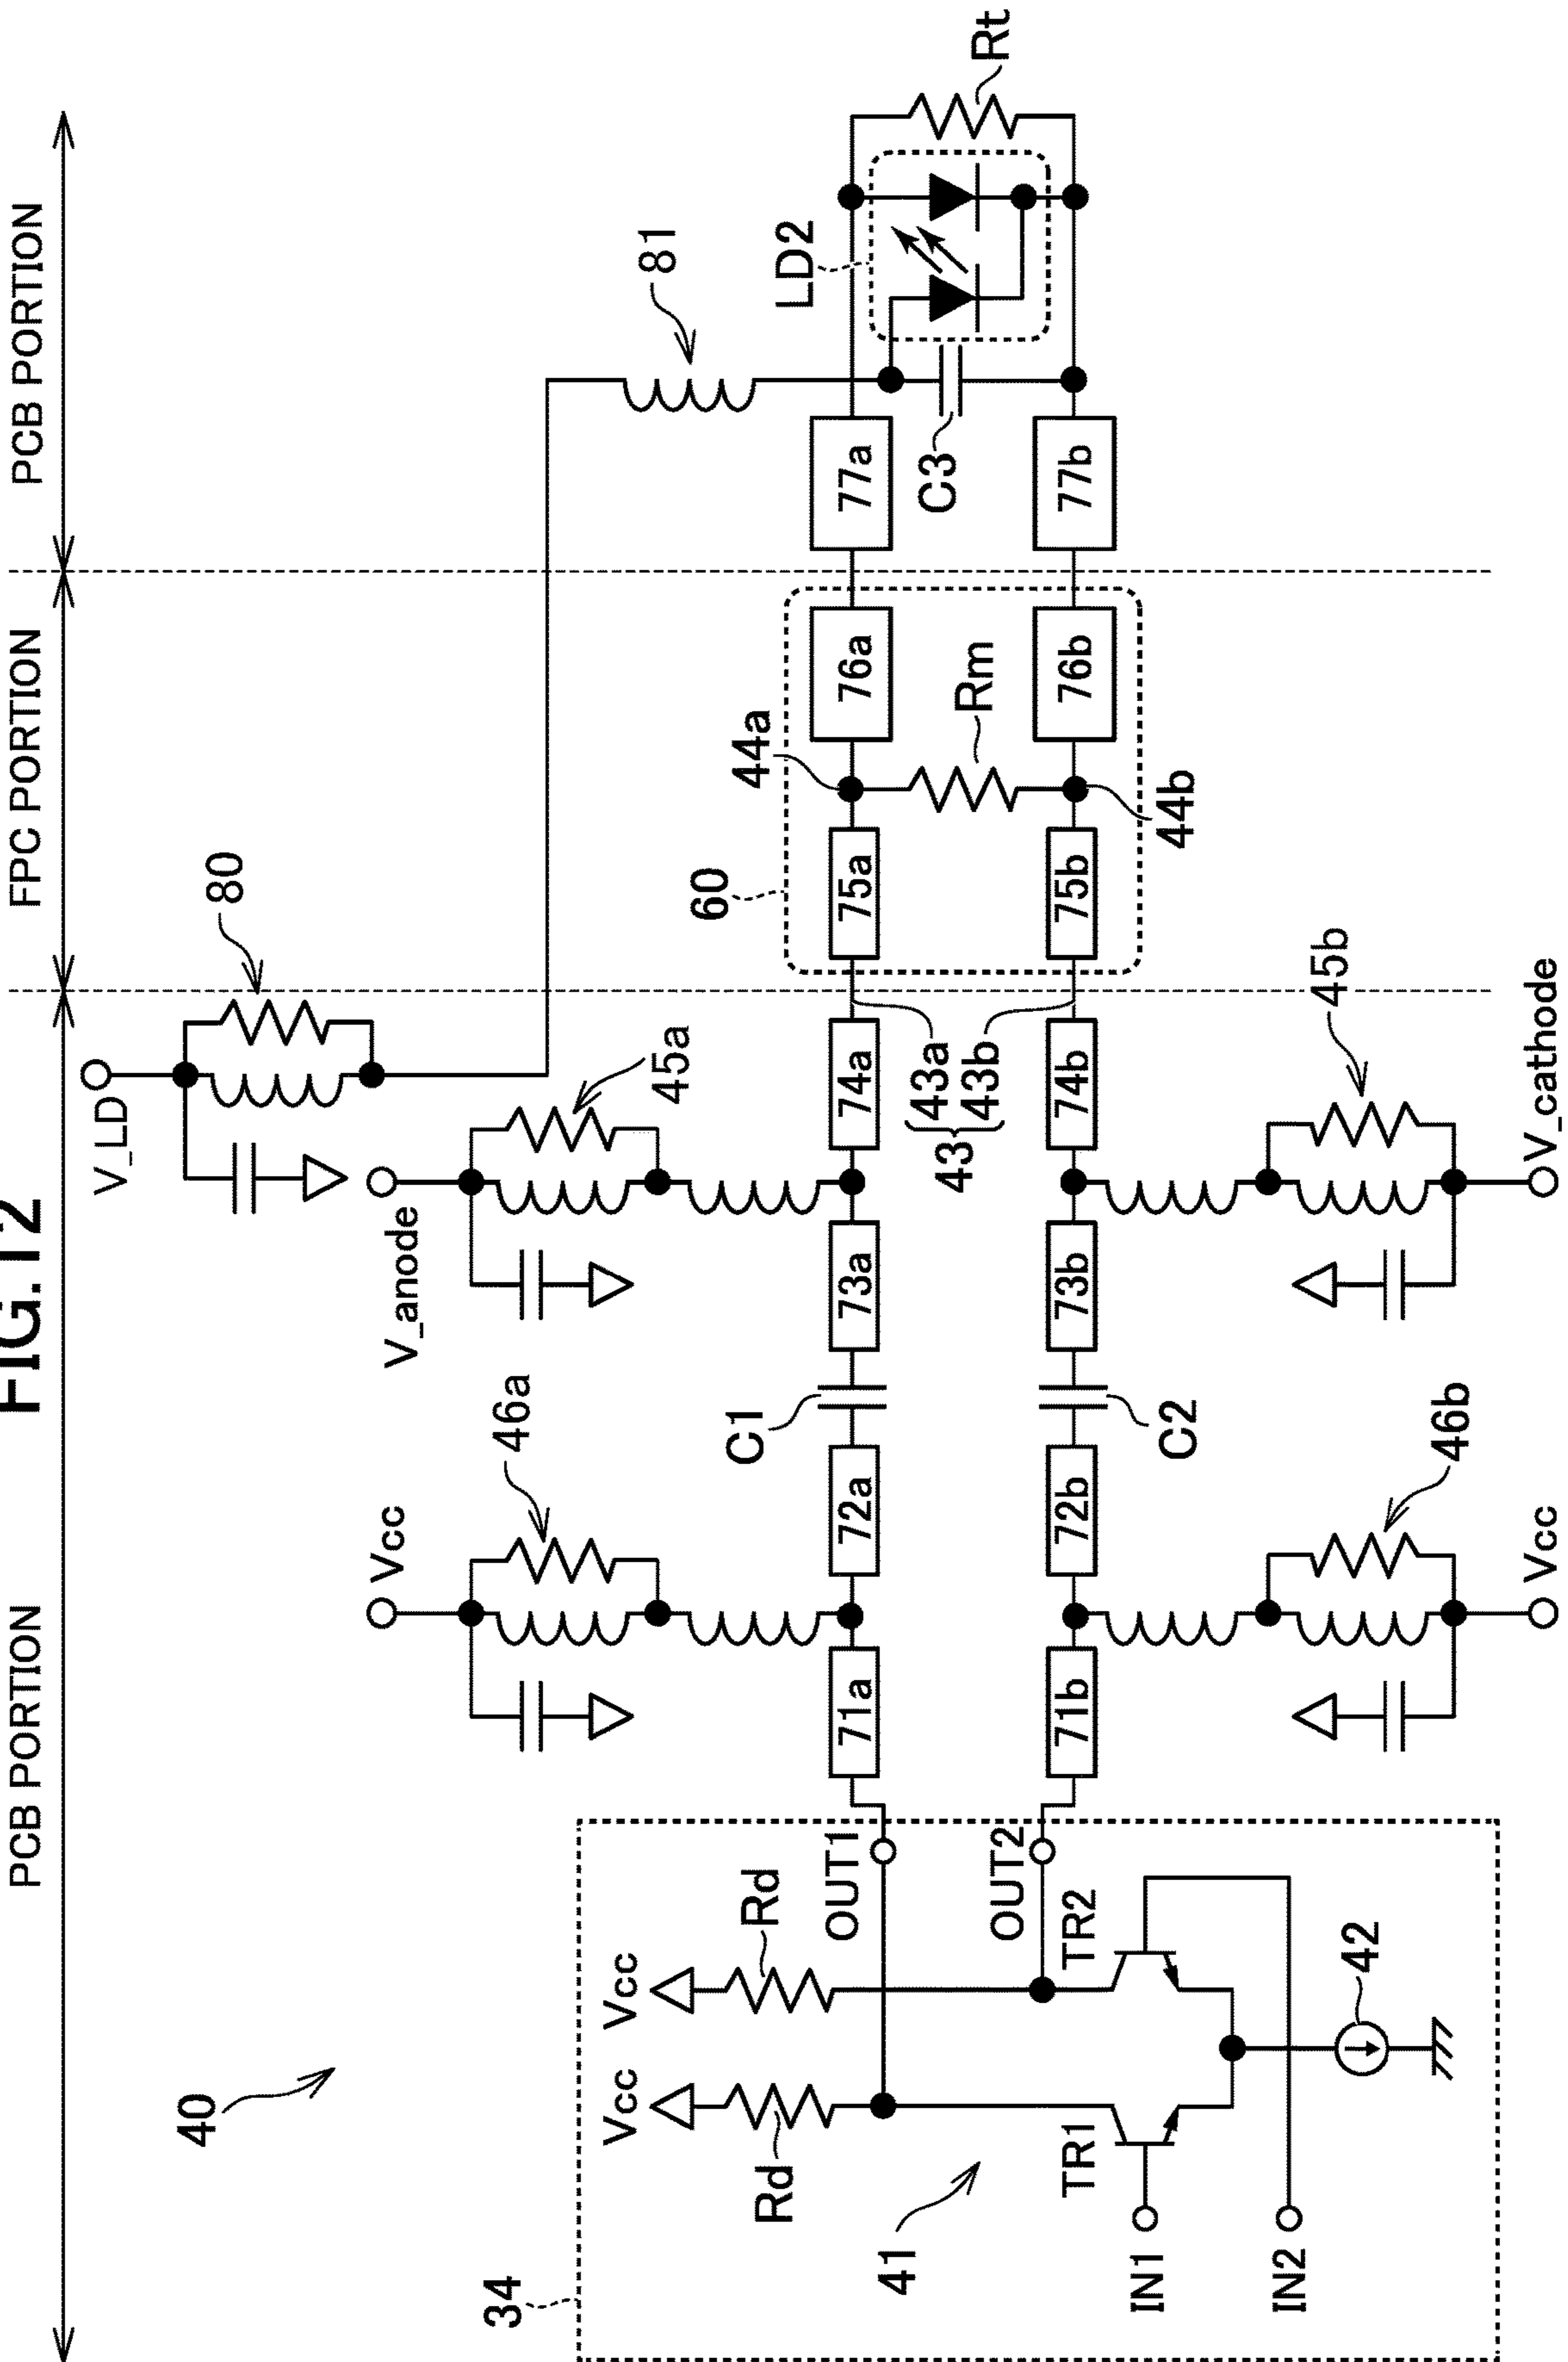 FIG.12
PCB PORTION
FPC PORTION
PCB PORTION
40
34
41
IN1
IN2
TR1
TR2
42
Rd
Rd
Vcc
Vcc
OUT1
OUT2
71a
71b
Vcc
46a
Vcc
46b
72a
72b
C1
C2
73a
73b
V_anode
45a
V_cathode
45b
V_LD
80
74a
74b
43
43a
43b
60
75a
75b
44a
44b
Rm
76a
76b
77a
77b
81
C3
LD2
Rt